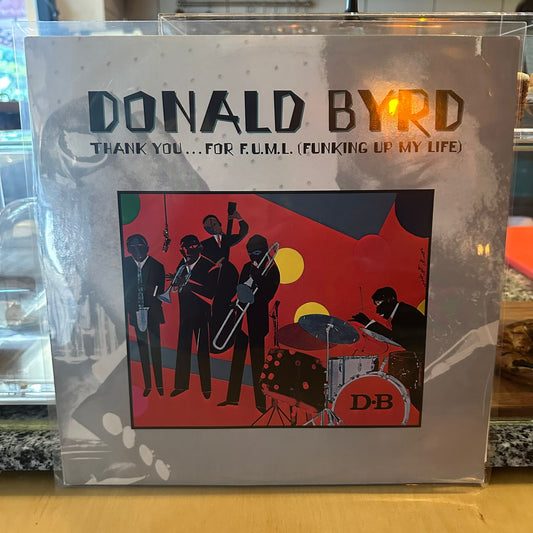 DONALD BYRD
THANK YOU...FOR F.U.M.L. (FUNKING UP MY LIFE)
D·B